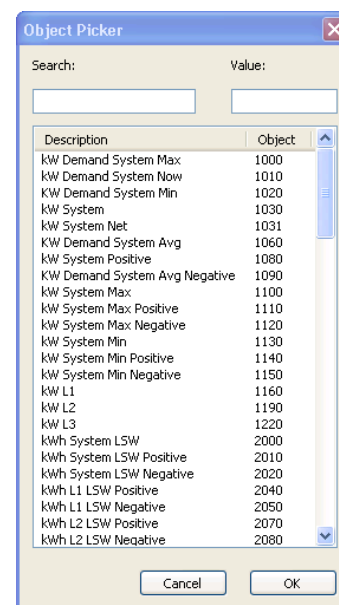 Object Picker
Search: Value:
Description Object
kW Demand System Max 1000
kW Demand System Now 1010
KW Demand System Min 1020
kW System 1030
kW System Net 1031
KW Demand System Avg 1060
kW System Positive 1080
KW Demand System Avg Negative 1090
kW System Max 1100
kW System Max Positive 1110
kW System Max Negative 1120
kW System Min 1130
kW System Min Positive 1140
kW System Min Negative 1150
kW L1 1160
kW L2 1190
kW L3 1220
kWh System LSW 2000
kWh System LSW Positive 2010
kWh System LSW Negative 2020
kWh L1 LSW Positive 2040
kWh L1 LSW Negative 2050
kWh L2 LSW Positive 2070
kWh L2 LSW Negative 2080
Cancel OK